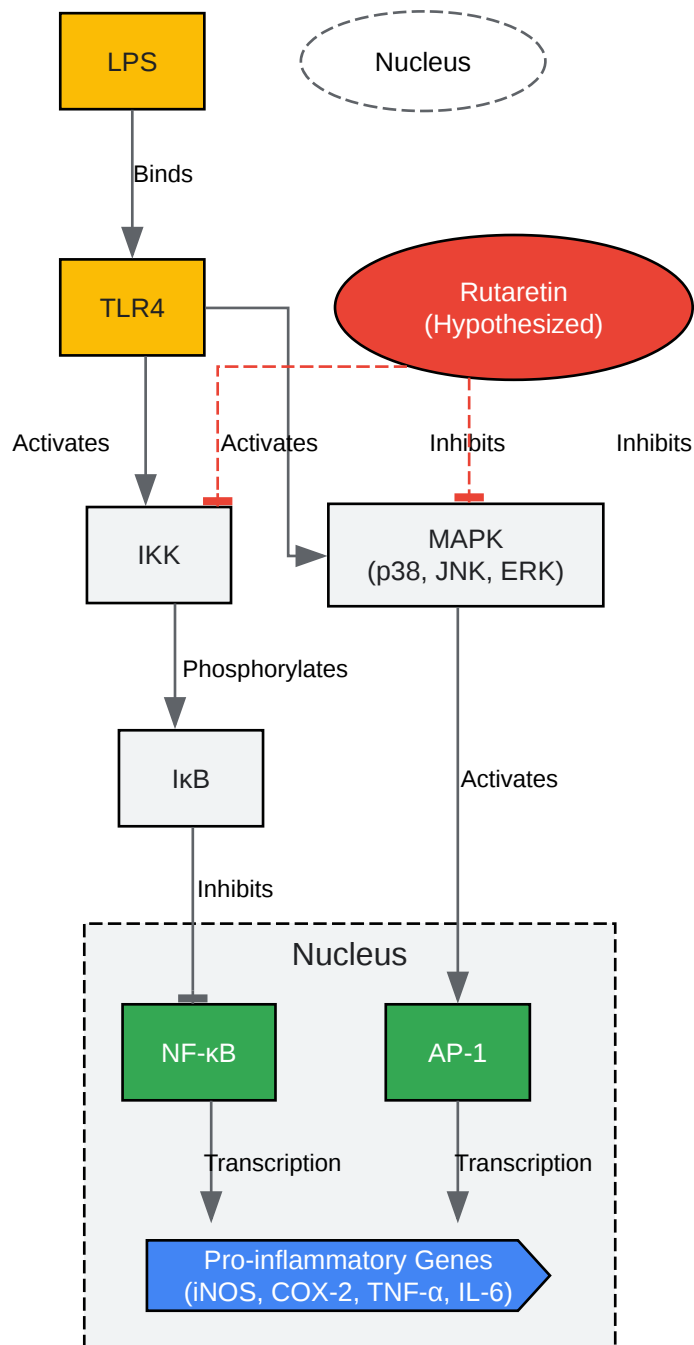 LPS
Nucleus
Binds
TLR4
Rutaretin
(Hypothesized)
Activates
Activates
Inhibits
Inhibits
IKK
MAPK
(p38, JNK, ERK)
Phosphorylates
IκB
Activates
Inhibits
Nucleus
NF-κB
AP-1
Transcription
Transcription
Pro-inflammatory Genes
(iNOS, COX-2, TNF-α, IL-6)